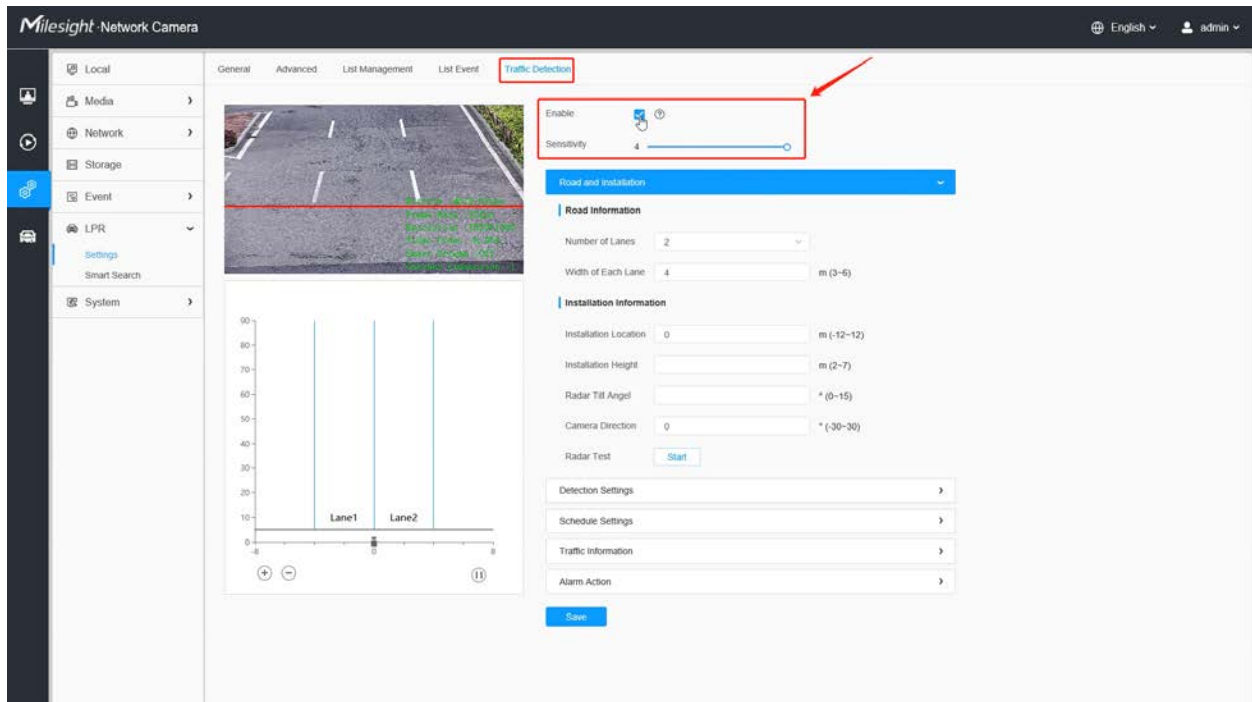 Milesight · Network Camera
English
admin
Local
Media
Network
Storage
Event
LPR
Settings
Smart Search
System
General Advanced List Management List Event Traffic Detection
Enable
Sensitivity 4
Road and Installation
Road Information
Number of Lanes 2
Width of Each Lane 4 m (3~6)
Installation Information
Installation Location 0 m (-12~12)
Installation Height m (2~7)
Radar Tilt Angel ° (0~15)
Camera Direction 0 ° (-30~30)
Radar Test Start
Detection Settings
Schedule Settings
Traffic Information
Alarm Action
Save
90
80
70
60
50
40
30
20
10 Lane1 Lane2
0
-8 0 8